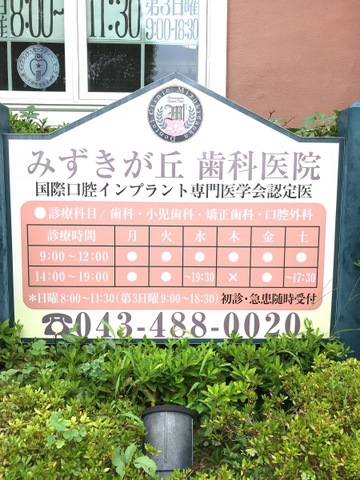 8:00~
11:30
第3日曜
9:00-18:30
みずきが丘 歯科医院
国際口腔インプラント専門医学会認定医
●診療科目/歯科・小児歯科・矯正歯科・口腔外科
診療時間 月 火 水 木 金 土
9:00~12:00 ● ● ● ● ● ●
14:00~19:00 ● ● ~19:30 × ● ~17:30
*日曜 8:00~11:30(第3日曜 9:00~18:30) 初診・急患随時受付
☎043-488-0020